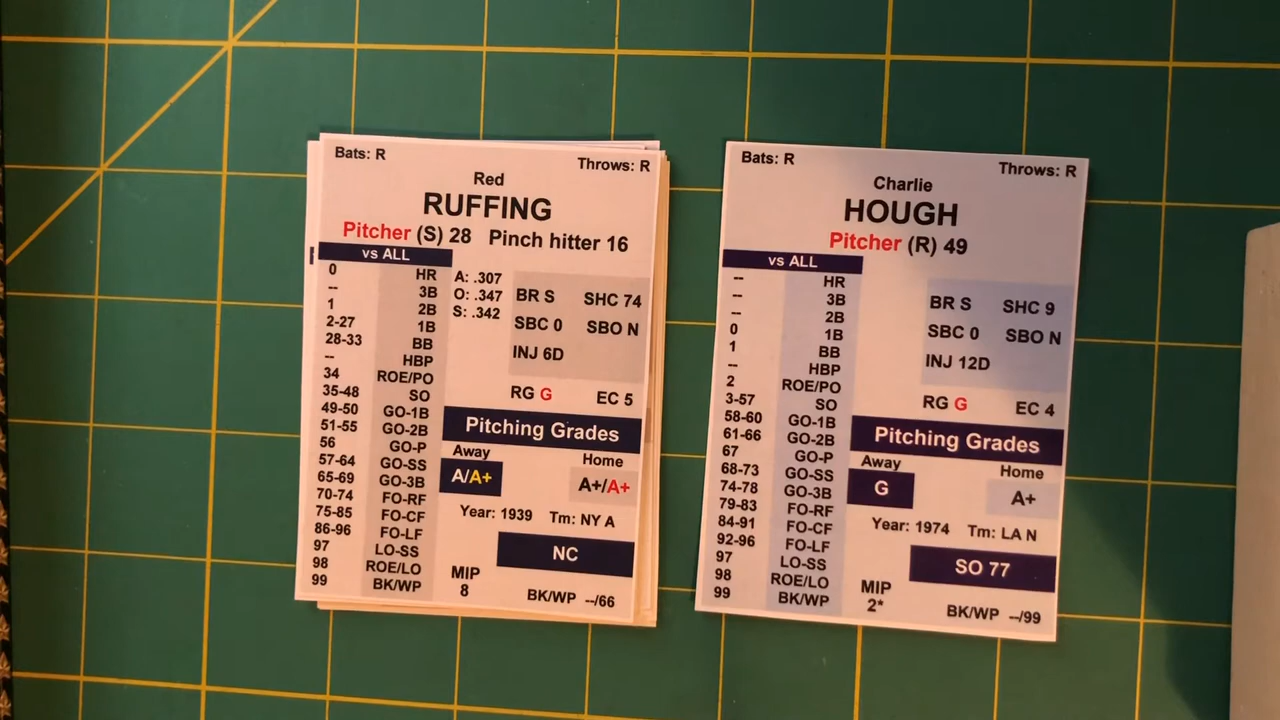 Bats: R Throws: R
Red
RUFFING
Pitcher (S) 28 Pinch hitter 16
vs ALL
0 HR
-- 3B
1 2B
2-27 1B
28-33 BB
-- HBP
34 ROE/PO
35-48 SO
49-50 GO-1B
51-55 GO-2B
56 GO-P
57-64 GO-SS
65-69 GO-3B
70-74 FO-RF
75-85 FO-CF
86-96 FO-LF
97 LO-SS
98 ROE/LO
99 BK/WP
A: .307
O: .347
S: .342
BR S SHC 74
SBC 0 SBO N
INJ 6D
RG G EC 5
Pitching Grades
Away Home
A/A+ A+/A+
Year: 1939 Tm: NY A
NC
MIP
8
BK/WP --/66
Bats: R Throws: R
Charlie
HOUGH
Pitcher (R) 49
vs ALL
-- HR
-- 3B
-- 2B
0 1B
1 BB
-- HBP
2 ROE/PO
3-57 SO
58-60 GO-1B
61-66 GO-2B
67 GO-P
68-73 GO-SS
74-78 GO-3B
79-83 FO-RF
84-91 FO-CF
92-96 FO-LF
97 LO-SS
98 ROE/LO
99 BK/WP
BR S SHC 9
SBC 0 SBO N
INJ 12D
RG G EC 4
Pitching Grades
Away Home
G A+
Year: 1974 Tm: LA N
SO 77
MIP
2*
BK/WP --/99